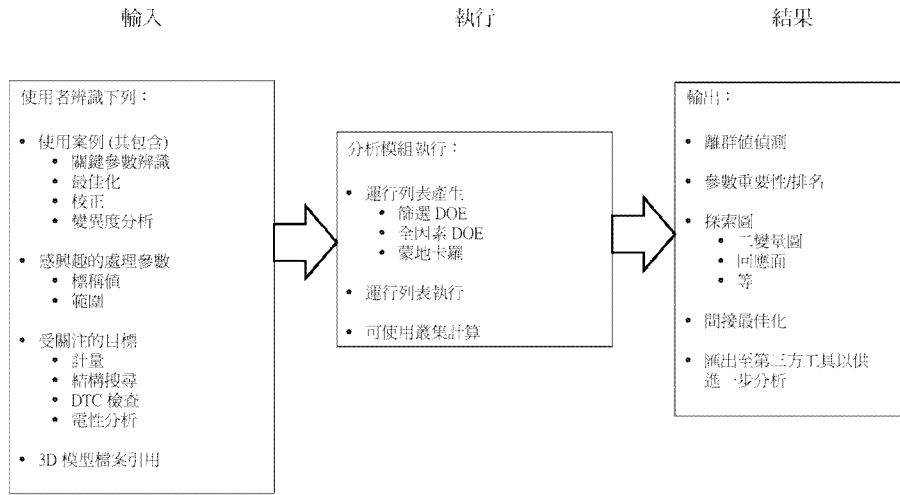 輸入
使用者辨識下列：
• 使用案例 (其包含)
• 關鍵參數辨識
• 最佳化
• 校正
• 變異度分析
• 感興趣的處理參數
• 標稱值
• 範圍
• 受關注的目標
• 計量
• 結構搜尋
• DTC 檢查
• 電性分析
• 3D 模型檔案引用
執行
分析模組執行：
• 運行列表產生
• 篩選 DOE
• 全因素 DOE
• 蒙地卡羅
• 運行列表執行
• 可使用叢集計算
結果
輸出：
• 離群值偵測
• 參數重要性/排名
• 探索圖
• 二變量圖
• 回應面
• 等
• 間接最佳化
• 匯出至第三方工具以供
進一步分析